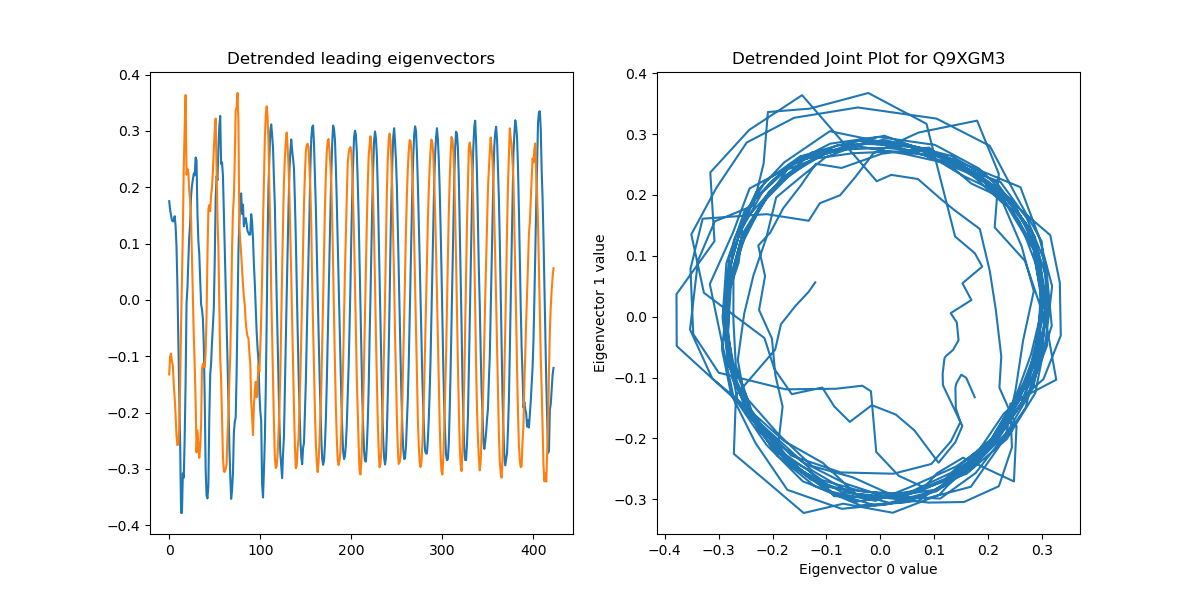 Detrended leading eigenvectors
0.4
0.3
0.2
0.1
0.0
−0.1
−0.2
−0.3
−0.4
0 100 200 300 400
Detrended Joint Plot for Q9XGM3
Eigenvector 1 value
0.4
0.3
0.2
0.1
0.0
−0.1
−0.2
−0.3
−0.4 −0.3 −0.2 −0.1 0.0 0.1 0.2 0.3
Eigenvector 0 value